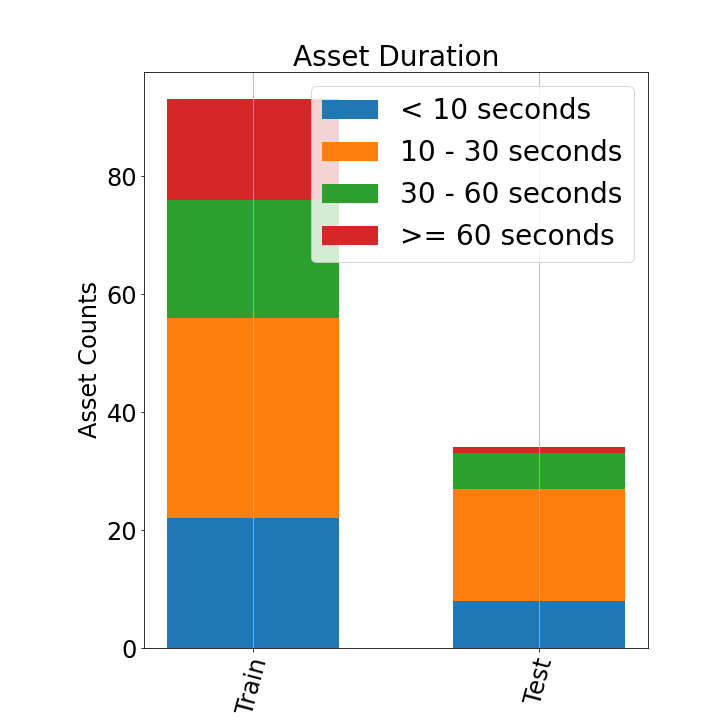 Asset Duration
< 10 seconds
10 - 30 seconds
30 - 60 seconds
>= 60 seconds
Asset Counts
80
60
40
20
0
Train
Test